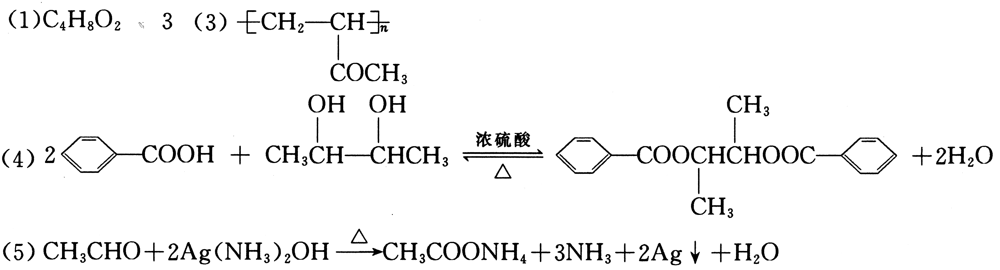 (1)C₄H₈O₂ 3 (3) ⁅CH₂—CH⁆ₙ
COCH₃
OH OH CH₃
(4) 2 —COOH + CH₃CH—CHCH₃ 浓硫酸 ⇌ △ —COOCHCHOOC— +2H₂O
CH₃
(5) CH₃CHO+2Ag(NH₃)₂OH △ → CH₃COONH₄+3NH₃+2Ag↓+H₂O